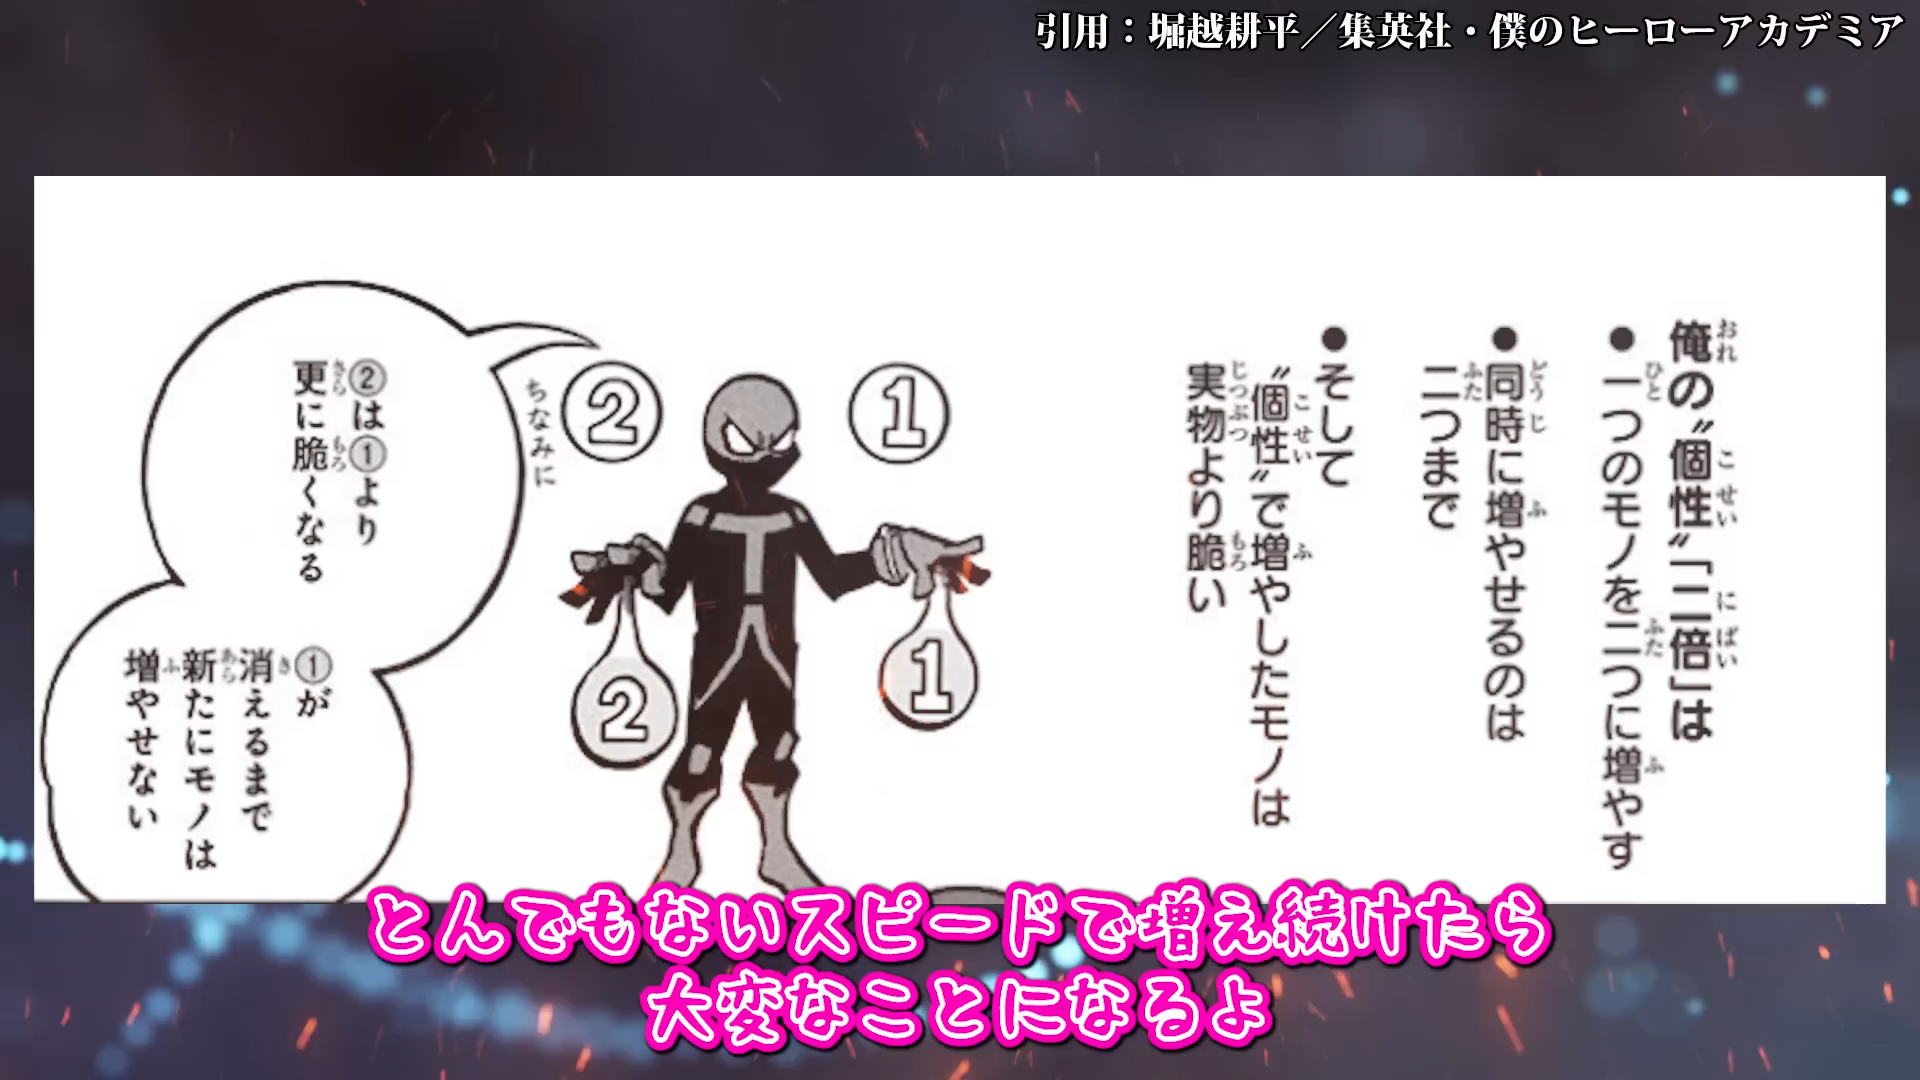 引用：堀越耕平／集英社・僕のヒーローアカデミア
俺の〝個性〟「二倍」は
●一つのモノを二つに増やす
●同時に増やせるのは
二つまで
●そして
〝個性〟で増やしたモノは
実物より脆い
1
2
1
2
ちなみに
②は①より
更に脆くなる
①が
消えるまで
新たにモノは
増やせない
とんでもないスピードで増え続けたら
大変なことになるよ